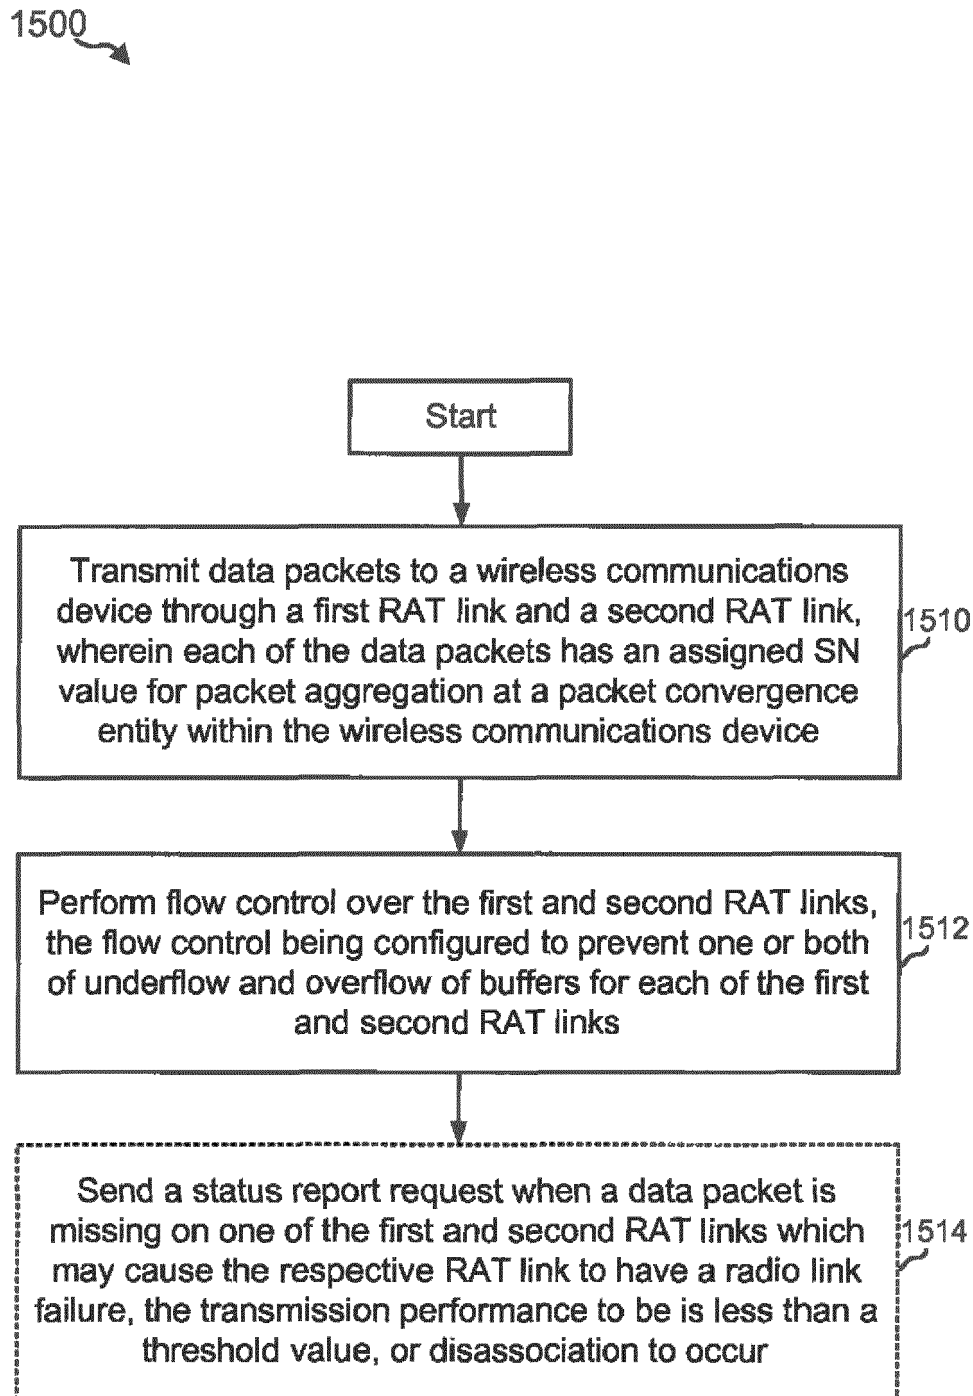 1500
Start
Transmit data packets to a wireless communications
device through a first RAT link and a second RAT link,
wherein each of the data packets has an assigned SN
value for packet aggregation at a packet convergence
entity within the wireless communications device
1510
Perform flow control over the first and second RAT links,
the flow control being configured to prevent one or both
of underflow and overflow of buffers for each of the first
and second RAT links
1512
Send a status report request when a data packet is
missing on one of the first and second RAT links which
may cause the respective RAT link to have a radio link
failure, the transmission performance to be is less than a
threshold value, or disassociation to occur
1514